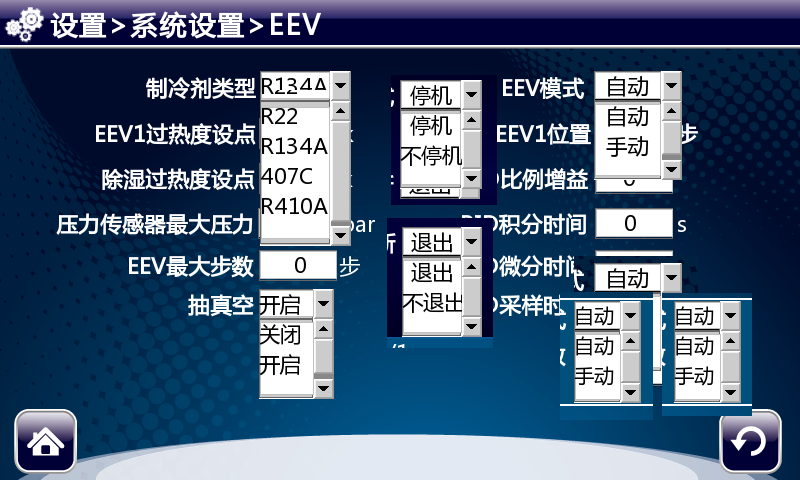 设置>系统设置>EEV
制冷剂类型 R134A
R22
R134A
407C
R410A
停机
停机
不停机
EEV模式 自动
自动
手动
EEV1过热度设点
EEV1位置 步
除湿过热度设点
比例增益 0
压力传感器最大压力 bar
PID积分时间 0 s
EEV最大步数 0 步
退出
退出
不退出
微分时间
自动
抽真空 开启
关闭
开启
采样时
自动
自动
手动
自动
自动
手动